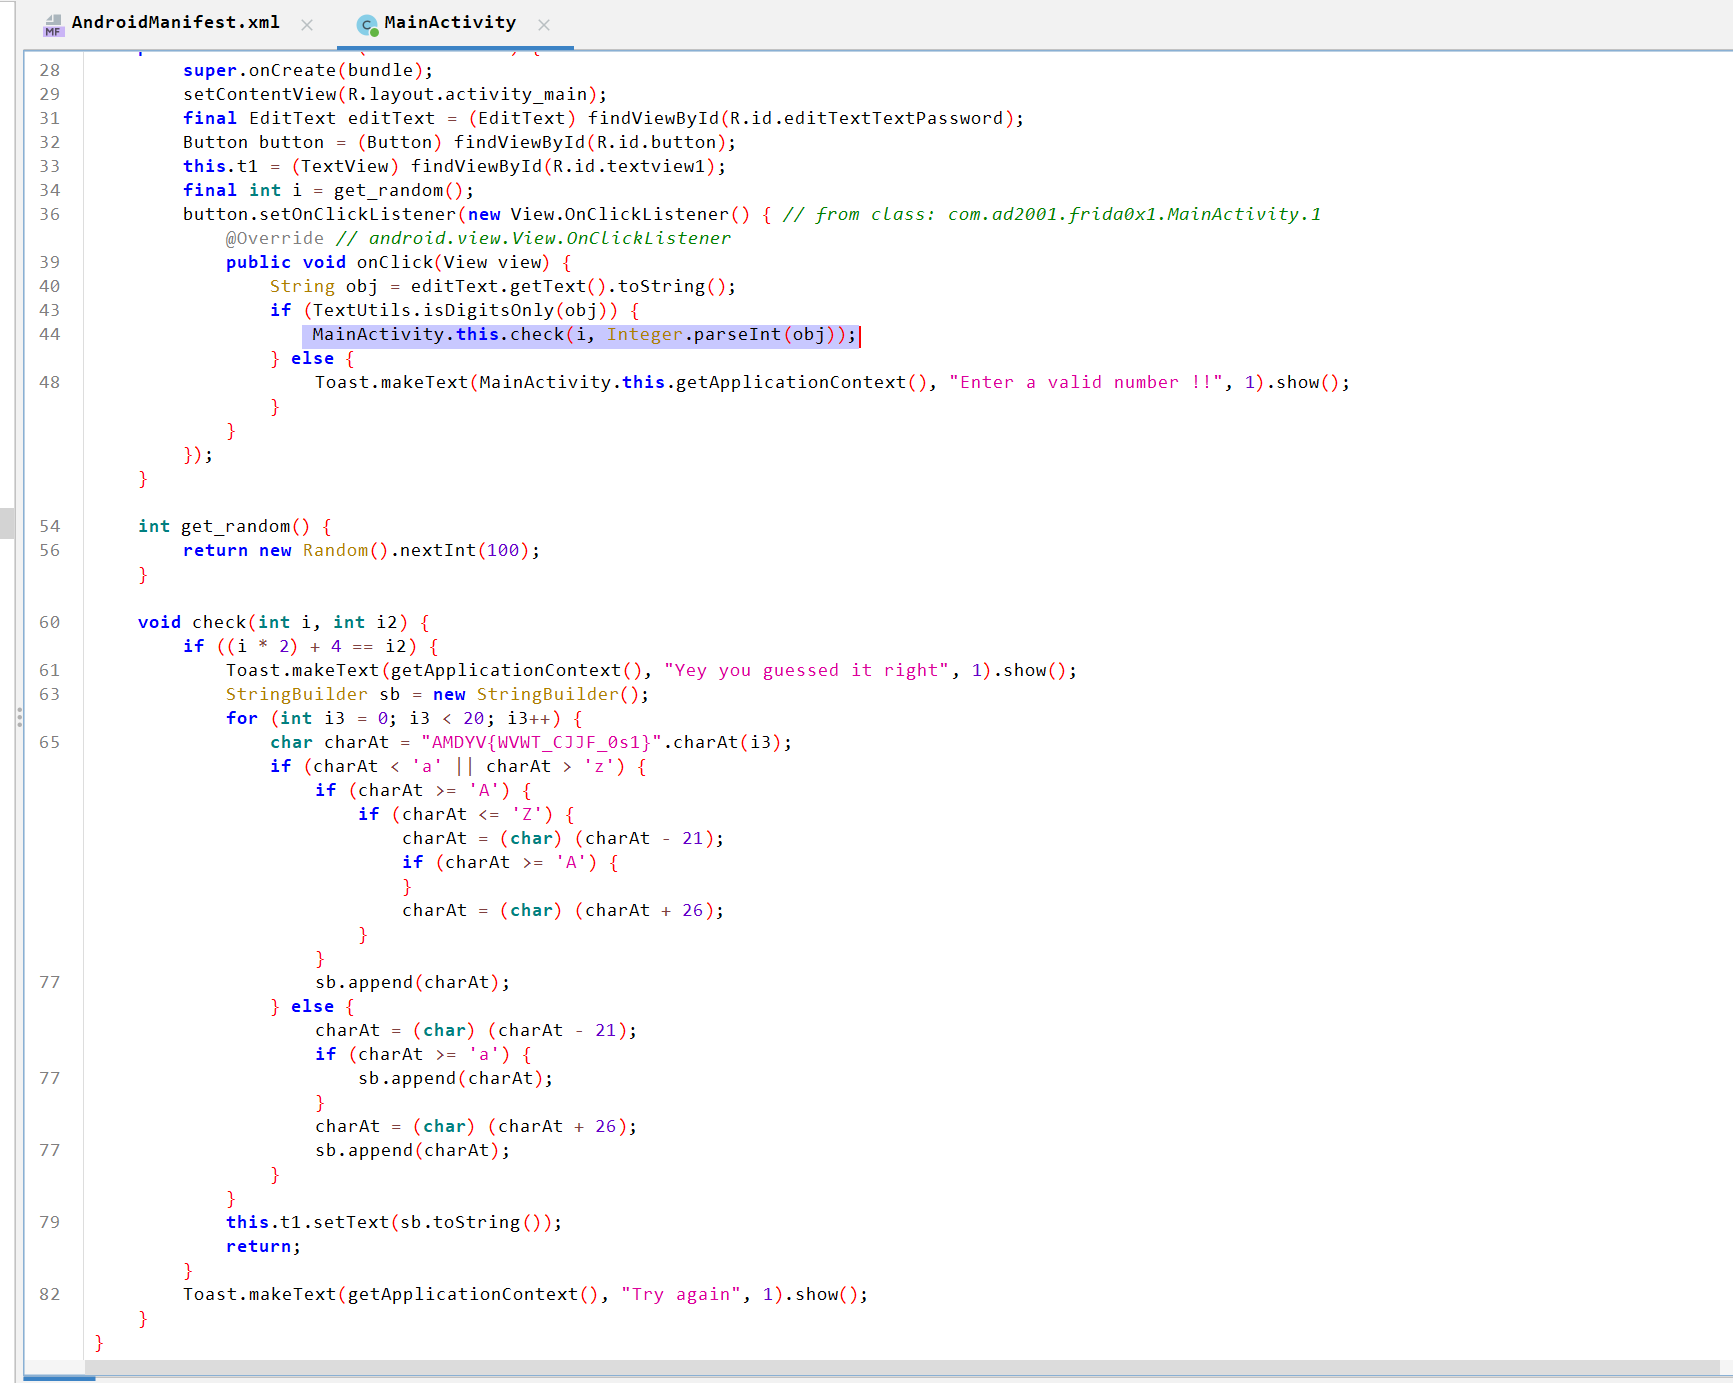 AndroidManifest.xml MainActivity
28 super.onCreate(bundle);
29 setContentView(R.layout.activity_main);
31 final EditText editText = (EditText) findViewById(R.id.editTextTextPassword);
32 Button button = (Button) findViewById(R.id.button);
33 this.t1 = (TextView) findViewById(R.id.textview1);
34 final int i = get_random();
36 button.setOnClickListener(new View.OnClickListener() { // from class: com.ad2001.frida0x1.MainActivity.1
@Override // android.view.View.OnClickListener
39 public void onClick(View view) {
40 String obj = editText.getText().toString();
43 if (TextUtils.isDigitsOnly(obj)) {
44 MainActivity.this.check(i, Integer.parseInt(obj));
} else {
48 Toast.makeText(MainActivity.this.getApplicationContext(), "Enter a valid number !!", 1).show();
}
}
});
}
54 int get_random() {
56 return new Random().nextInt(100);
}
60 void check(int i, int i2) {
if ((i * 2) + 4 == i2) {
61 Toast.makeText(getApplicationContext(), "Yey you guessed it right", 1).show();
63 StringBuilder sb = new StringBuilder();
for (int i3 = 0; i3 < 20; i3++) {
65 char charAt = "AMDYV{WVWT_CJJF_0s1}".charAt(i3);
if (charAt < 'a' || charAt > 'z') {
if (charAt >= 'A') {
if (charAt <= 'Z') {
charAt = (char) (charAt - 21);
if (charAt >= 'A') {
}
charAt = (char) (charAt + 26);
}
}
77 sb.append(charAt);
} else {
charAt = (char) (charAt - 21);
if (charAt >= 'a') {
77 sb.append(charAt);
}
charAt = (char) (charAt + 26);
77 sb.append(charAt);
}
}
79 this.t1.setText(sb.toString());
return;
}
82 Toast.makeText(getApplicationContext(), "Try again", 1).show();
}
}